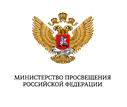 МИНИСТЕРСТВО ПРОСВЕЩЕНИЯ
РОССИЙСКОЙ ФЕДЕРАЦИИ